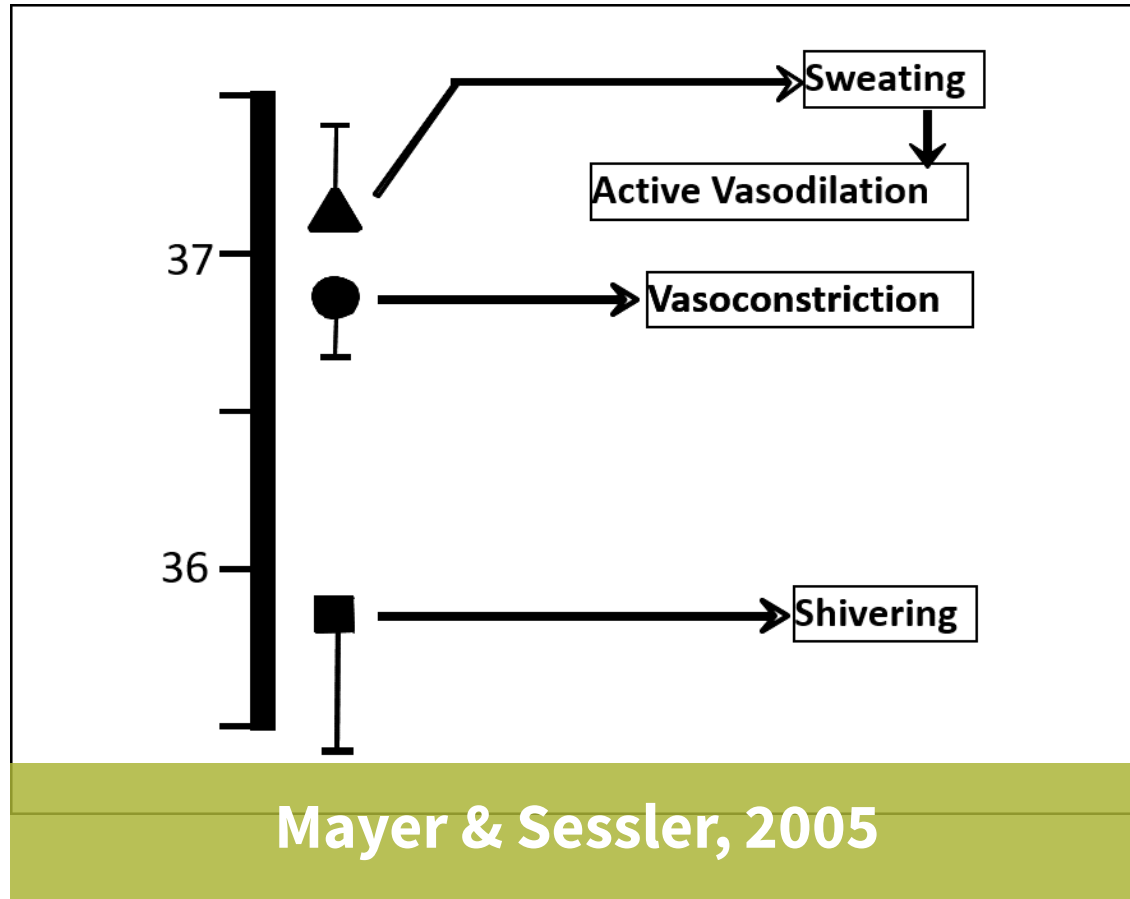 Sweating
Active Vasodilation
37
Vasoconstriction
36
Shivering
Mayer & Sessler, 2005